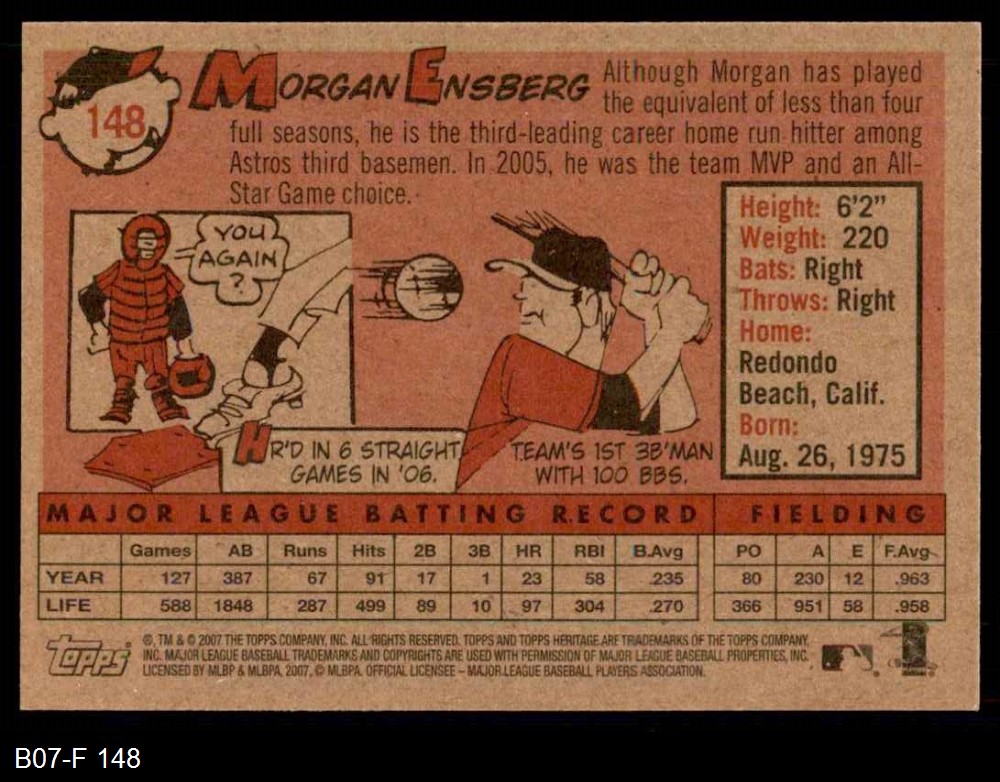 148
MORGAN ENSBERG
Although Morgan has played
the equivalent of less than four
full seasons, he is the third-leading career home run hitter among
Astros third basemen. In 2005, he was the team MVP and an All-
Star Game choice.
YOU
AGAIN
?
HR'D IN 6 STRAIGHT
GAMES IN '06.
TEAM'S 1ST 3B'MAN
WITH 100 BBS.
Height: 6'2"
Weight: 220
Bats: Right
Throws: Right
Home:
Redondo
Beach, Calif.
Born:
Aug. 26, 1975
MAJOR LEAGUE BATTING RECORD FIELDING
Games AB Runs Hits 2B 3B HR RBI B.Avg PO A E F.Avg
YEAR 127 387 67 91 17 1 23 58 .235 80 230 12 .963
LIFE 588 1848 287 499 89 10 97 304 .270 366 951 58 .958
Topps
®, TM & © 2007 THE TOPPS COMPANY, INC. ALL RIGHTS RESERVED. TOPPS AND TOPPS HERITAGE ARE TRADEMARKS OF THE TOPPS COMPANY,
INC. MAJOR LEAGUE BASEBALL TRADEMARKS AND COPYRIGHTS ARE USED WITH PERMISSION OF MAJOR LEAGUE BASEBALL PROPERTIES, INC.
LICENSED BY MLBP & MLBPA, 2007, © MLBPA. OFFICIAL LICENSEE – MAJOR LEAGUE BASEBALL PLAYERS ASSOCIATION.
B07-F 148